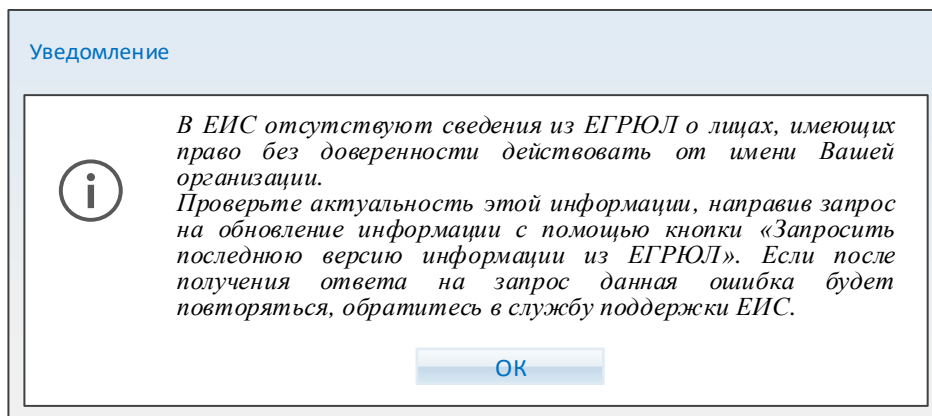 Уведомление
В ЕИС отсутствуют сведения из ЕГРЮЛ о лицах, имеющих
право без доверенности действовать от имени Вашей
организации.
Проверьте актуальность этой информации, направив запрос
на обновление информации с помощью кнопки «Запросить
последнюю версию информации из ЕГРЮЛ». Если после
получения ответа на запрос данная ошибка будет
повторяться, обратитесь в службу поддержки ЕИС.
ОК